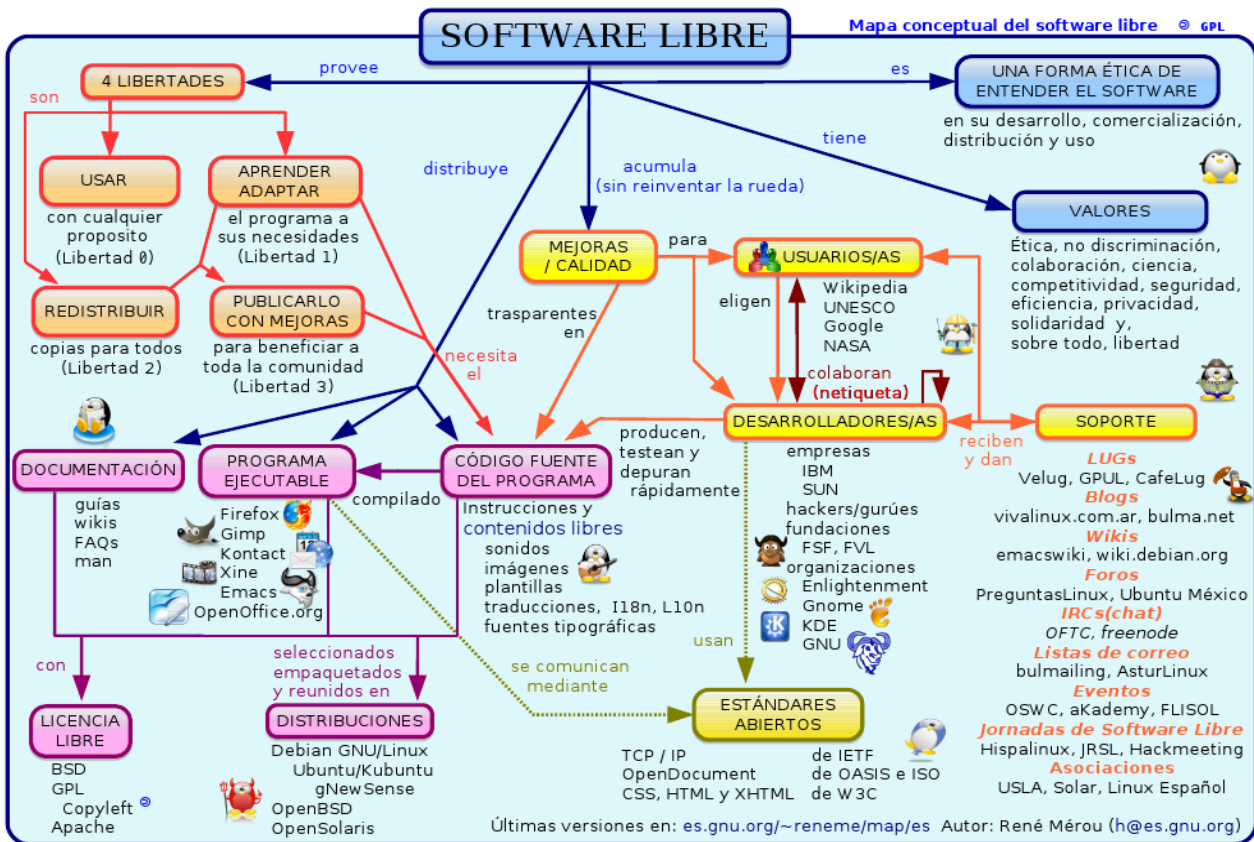 SOFTWARE LIBRE
Mapa conceptual del software libre GPL
provee
es
4 LIBERTADES
UNA FORMA ÉTICA DE
ENTENDER EL SOFTWARE
en su desarrollo, comercialización,
distribución y uso
son
USAR
con cualquier
proposito
(Libertad 0)
APRENDER
ADAPTAR
el programa a
sus necesidades
(Libertad 1)
REDISTRIBUIR
copias para todos
(Libertad 2)
PUBLICARLO
CON MEJORAS
para beneficiar a
toda la comunidad
(Libertad 3)
necesita
el
distribuye
acumula
(sin reinventar la rueda)
tiene
VALORES
Ética, no discriminación,
colaboración, ciencia,
competitividad, seguridad,
eficiencia, privacidad,
solidaridad y,
sobre todo, libertad
MEJORAS
/ CALIDAD
para
trasparentes
en
USUARIOS/AS
Wikipedia
UNESCO
Google
NASA
eligen
colaboran
(netiqueta)
DESARROLLADORES/AS
empresas
IBM
SUN
hackers/gurúes
fundaciones
FSF, FVL
organizaciones
Enlightenment
Gnome
KDE
GNU
producen,
testean y
depuran
rápidamente
reciben
y dan
SOPORTE
LUGs
Velug, GPUL, CafeLug
Blogs
vivalinux.com.ar, bulma.net
Wikis
emacswiki, wiki.debian.org
Foros
PreguntasLinux, Ubuntu México
IRCs(chat)
OFTC, freenode
Listas de correo
bulmailing, AsturLinux
Eventos
OSWC, aKademy, FLISOL
Jornadas de Software Libre
Hispalinux, JRSL, Hackmeeting
Asociaciones
USLA, Solar, Linux Español
DOCUMENTACIÓN
guías
wikis
FAQs
man
PROGRAMA
EJECUTABLE
Firefox
Gimp
Kontact
12
Xine
Emacs
OpenOffice.org
compilado
CÓDIGO FUENTE
DEL PROGRAMA
Instrucciones y
contenidos libres
sonidos
imágenes
plantillas
traducciones, I18n, L10n
fuentes tipográficas
con
LICENCIA
LIBRE
BSD
GPL
Copyleft
Apache
seleccionados
empaquetados
y reunidos en
DISTRIBUCIONES
Debian GNU/Linux
Ubuntu/Kubuntu
gNewSense
OpenBSD
OpenSolaris
se comunican
mediante
usan
ESTÁNDARES
ABIERTOS
TCP / IP de IETF
OpenDocument de OASIS e ISO
CSS, HTML y XHTML de W3C
Últimas versiones en: es.gnu.org/~reneme/map/es Autor: René Mérou (h@es.gnu.org)